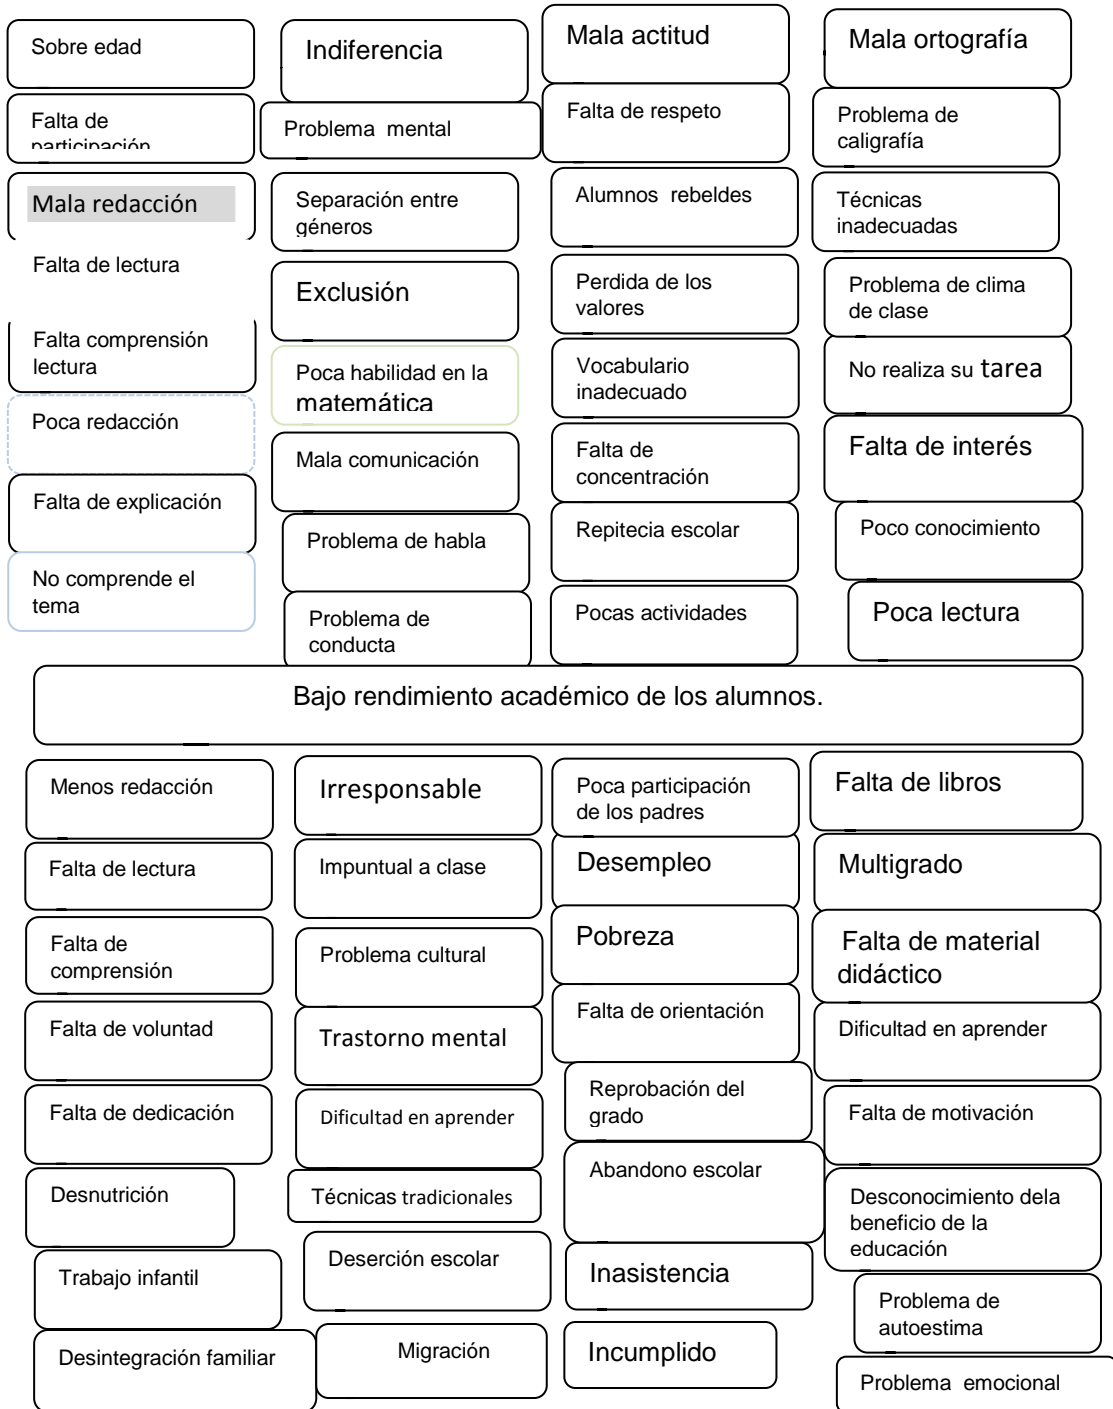 Sobre edad
Falta de
participación
Mala redacción
Falta de lectura
Falta comprensión
lectura
Poca redacción
Falta de explicación
No comprende el
tema
Indiferencia
Problema mental
Separación entre
géneros
Exclusión
Poca habilidad en la
matemática
Mala comunicación
Problema de habla
Problema de
conducta
Mala actitud
Falta de respeto
Alumnos rebeldes
Perdida de los
valores
Vocabulario
inadecuado
Falta de
concentración
Repitecia escolar
Pocas actividades
Mala ortografía
Problema de
caligrafía
Técnicas
inadecuadas
Problema de clima
de clase
No realiza su tarea
Falta de interés
Poco conocimiento
Poca lectura
Bajo rendimiento académico de los alumnos.
Menos redacción
Falta de lectura
Falta de
comprensión
Falta de voluntad
Falta de dedicación
Desnutrición
Trabajo infantil
Desintegración familiar
Irresponsable
Impuntual a clase
Problema cultural
Trastorno mental
Dificultad en aprender
Técnicas tradicionales
Deserción escolar
Migración
Poca participación
de los padres
Desempleo
Pobreza
Falta de orientación
Reprobación del
grado
Abandono escolar
Inasistencia
Incumplido
Falta de libros
Multigrado
Falta de material
didáctico
Dificultad en aprender
Falta de motivación
Desconocimiento dela
beneficio de la
educación
Problema de
autoestima
Problema emocional